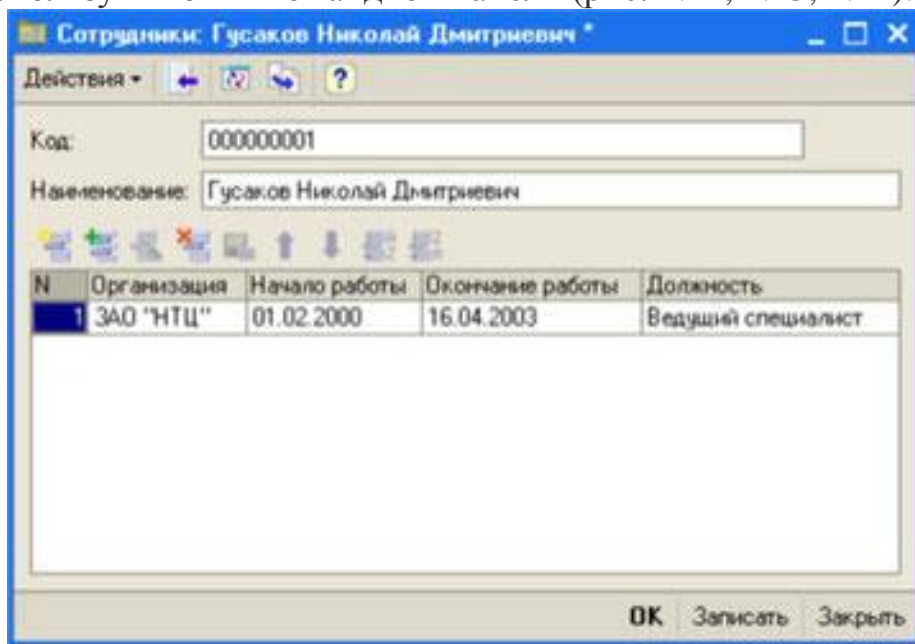 Сотрудники: Гусаков Николай Дмитриевич *
Действия
Код: 000000001
Наименование: Гусаков Николай Дмитриевич
N Организация Начало работы Окончание работы Должность
1 ЗАО "НТЦ" 01.02.2000 16.04.2003 Ведущий специалист
OK Записать Закрыть